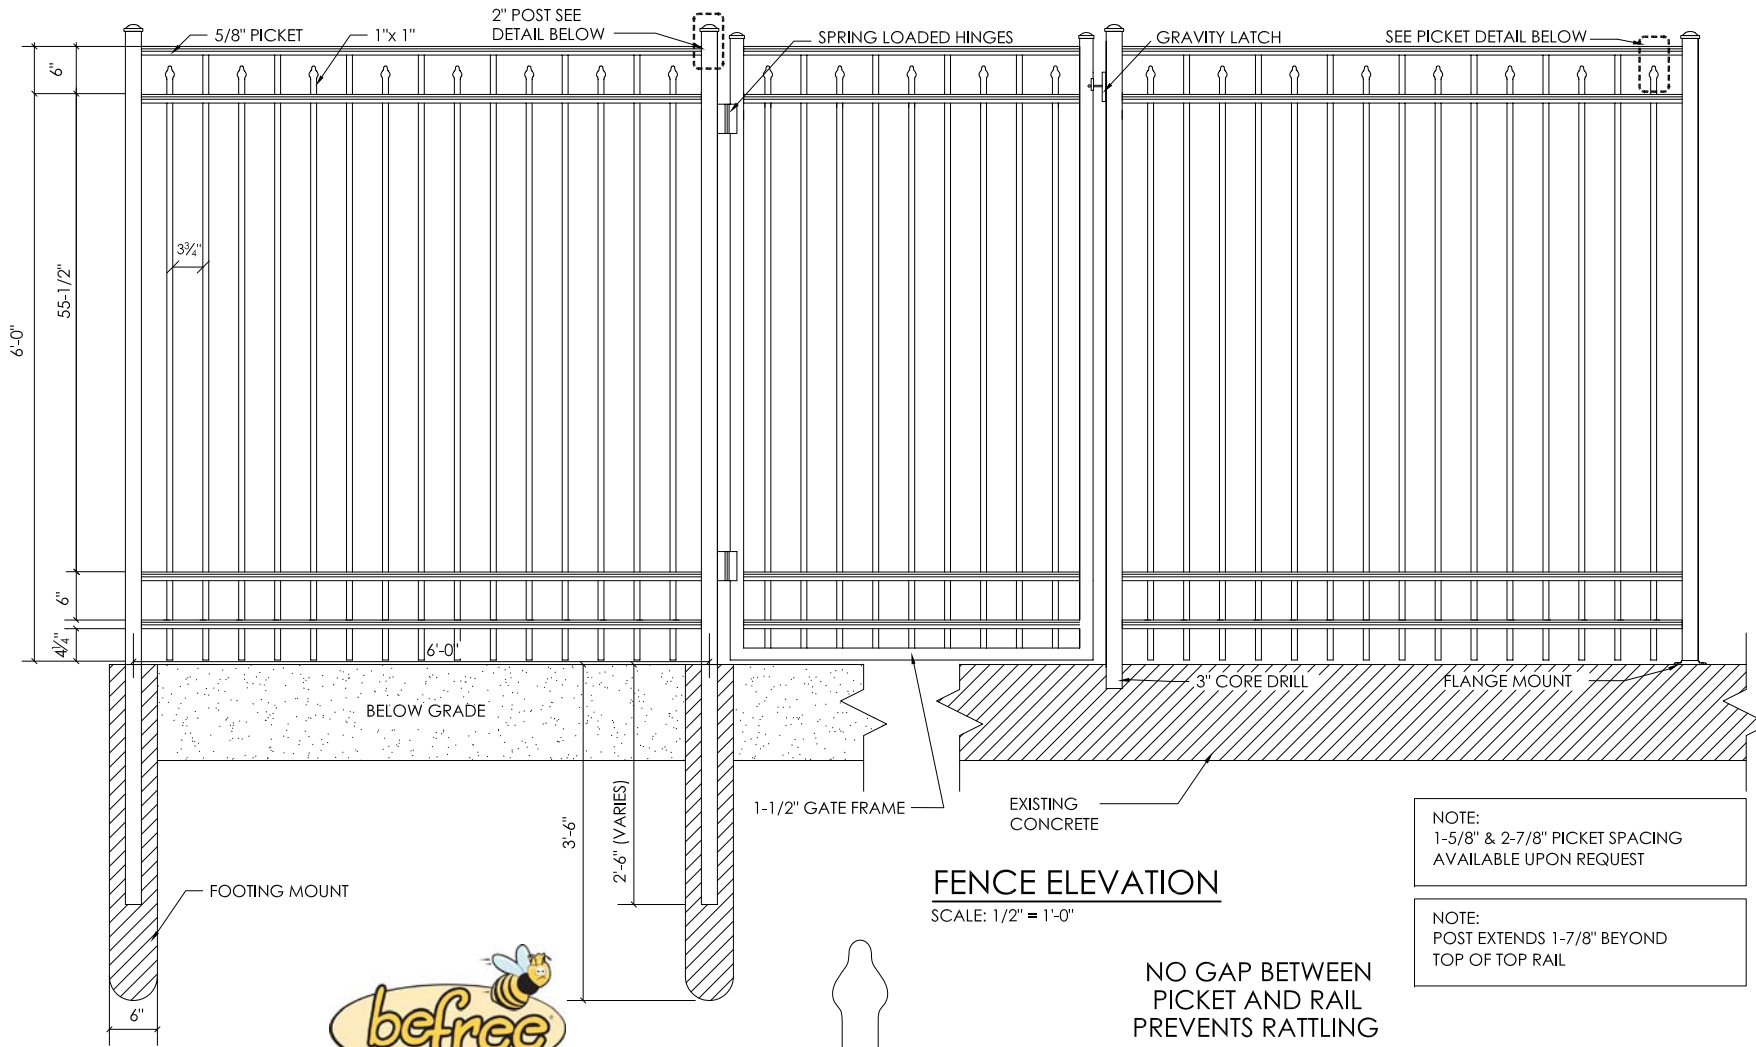 2" POST SEE
DETAIL BELOW
5/8" PICKET
1"x 1"
SPRING LOADED HINGES
GRAVITY LATCH
SEE PICKET DETAIL BELOW
6"
3¾"
55-1/2"
6'-0"
6"
4¼"
6'-0"
BELOW GRADE
3" CORE DRILL
FLANGE MOUNT
2'-6" (VARIES)
3'-6"
1-1/2" GATE FRAME
EXISTING
CONCRETE
FOOTING MOUNT
6"
FENCE ELEVATION
SCALE: 1/2" = 1'-0"
NOTE:
1-5/8" & 2-7/8" PICKET SPACING
AVAILABLE UPON REQUEST
NOTE:
POST EXTENDS 1-7/8" BEYOND
TOP OF TOP RAIL
NO GAP BETWEEN
PICKET AND RAIL
PREVENTS RATTLING
befree